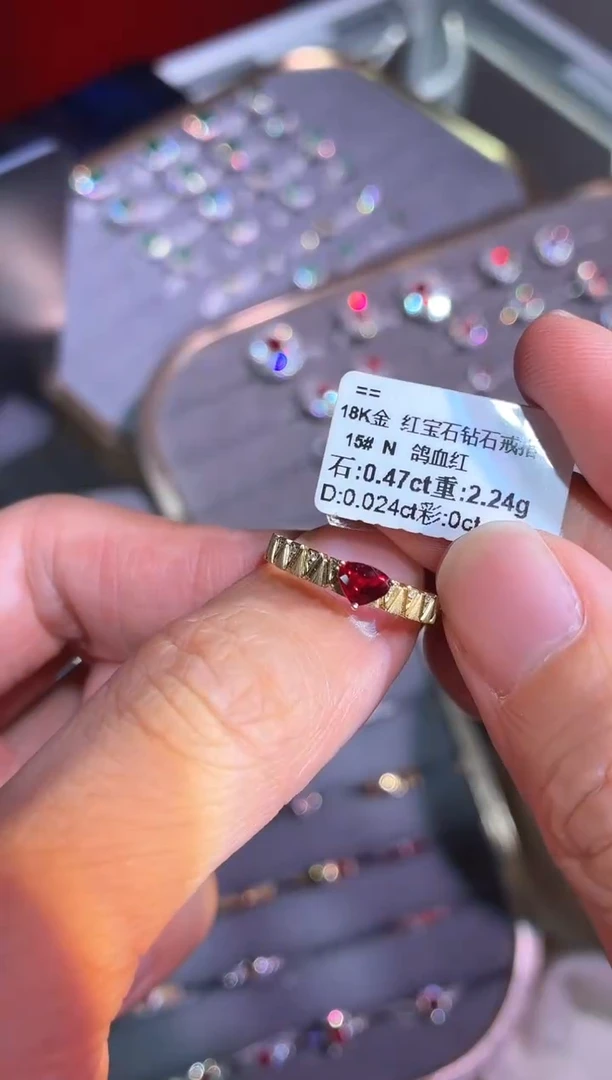 ==
18K金 红宝石钻石戒指
15# N 鸽血红
石:0.47ct重:2.24g
D:0.024ct彩:0ct